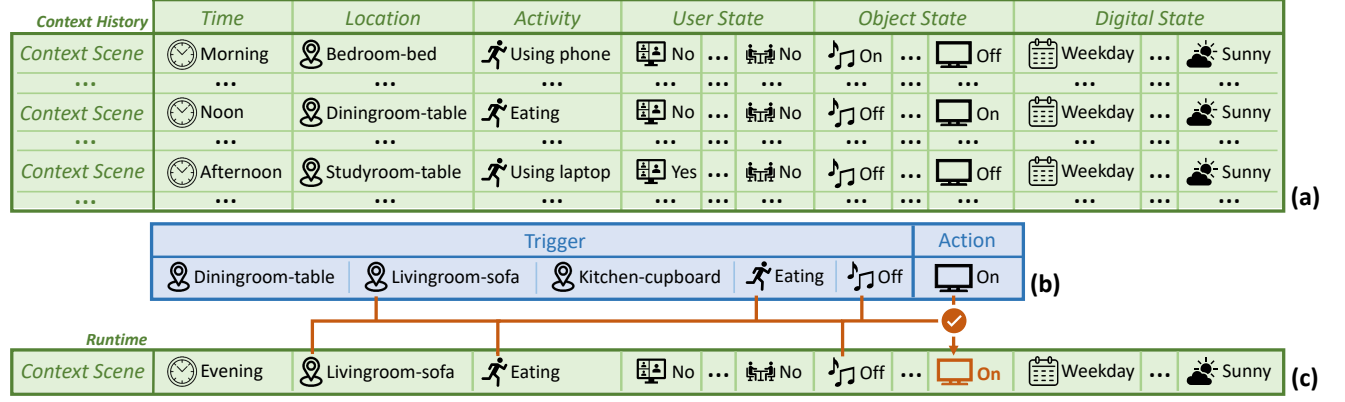 Context History Time Location Activity User State Object State Digital State
Context Scene Morning Bedroom-bed Using phone No ... No On ... Off Weekday ... Sunny
... ... ... ... ... ... ... ... ... ... ... ... ...
Context Scene Noon Diningroom-table Eating No ... No Off ... On Weekday ... Sunny
... ... ... ... ... ... ... ... ... ... ... ... ...
Context Scene Afternoon Studyroom-table Using laptop Yes ... No Off ... Off Weekday ... Sunny
... ... ... ... ... ... ... ... ... ... ... ... ... (a)
Trigger Action
Diningroom-table Livingroom-sofa Kitchen-cupboard Eating Off On (b)
Runtime
Context Scene Evening Livingroom-sofa Eating No ... No Off ... On Weekday ... Sunny (c)